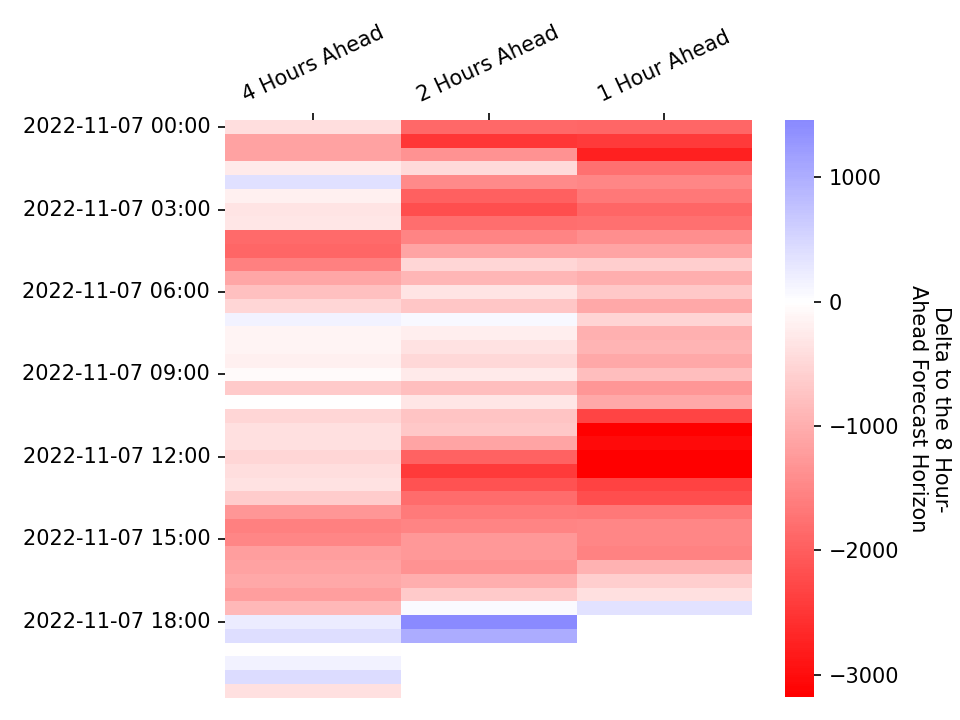 4 Hours Ahead
2 Hours Ahead
1 Hour Ahead
2022-11-07 00:00
2022-11-07 03:00
2022-11-07 06:00
2022-11-07 09:00
2022-11-07 12:00
2022-11-07 15:00
2022-11-07 18:00
1000
0
−1000
−2000
−3000
Delta to the 8 Hour-
Ahead Forecast Horizon